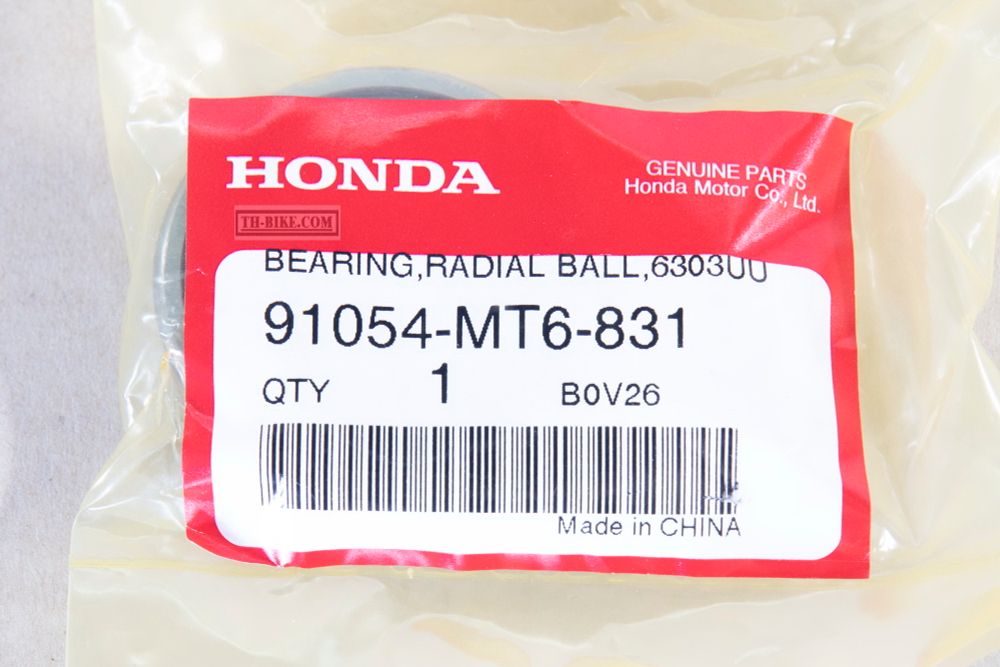 HONDA
GENUINE PARTS
Honda Motor Co., Ltd.
TH-BIKE.COM
BEARING,RADIAL BALL,6303UU
91054-MT6-831
QTY 1 B0V26
Made in CHINA